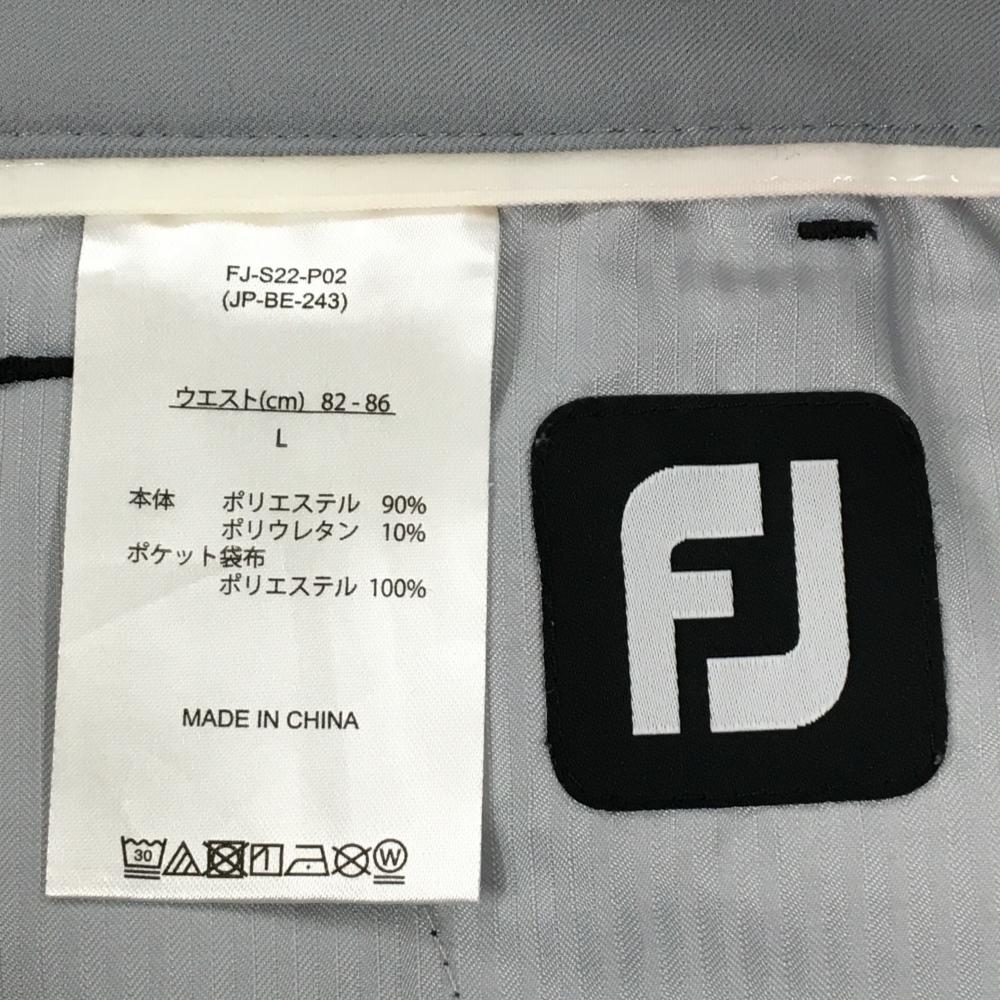 FJ-S22-P02
(JP-BE-243)
ウエスト(cm) 82 - 86
L
本体 ポリエステル 90%
ポリウレタン 10%
ポケット袋布
ポリエステル 100%
MADE IN CHINA
30
W
FJ